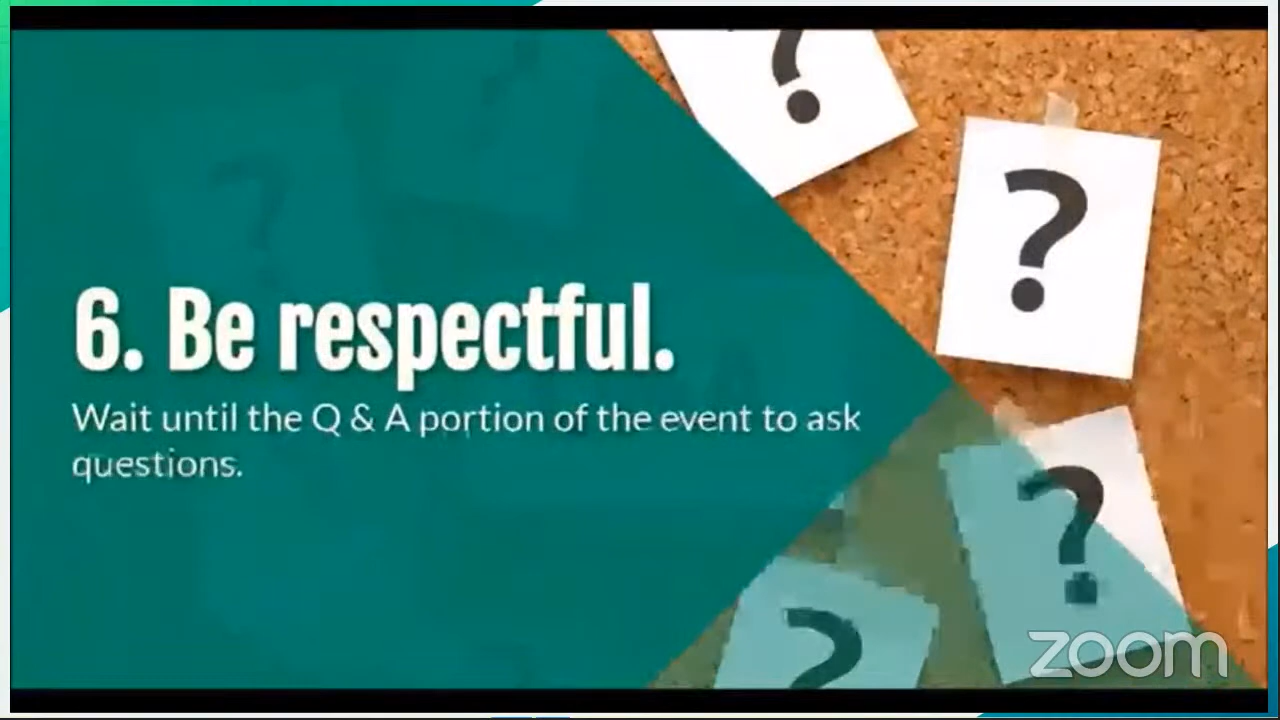 ?
?
6. Be respectful.
Wait until the Q & A portion of the event to ask
questions.
?
?
zoom